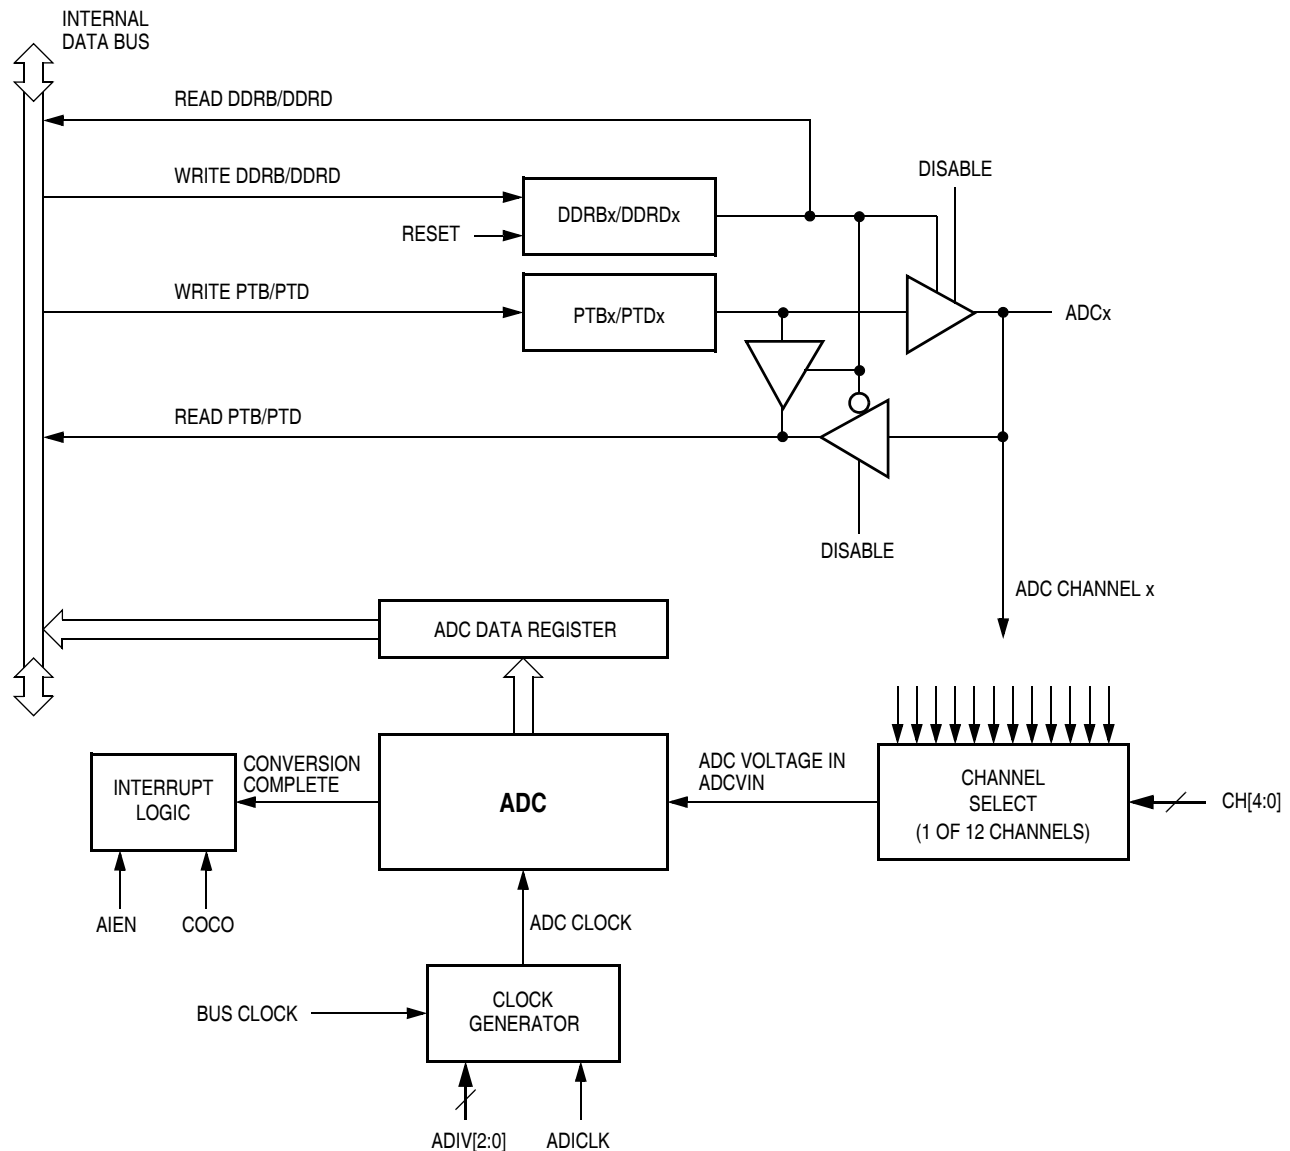 INTERNAL
DATA BUS
READ DDRB/DDRD
WRITE DDRB/DDRD
DISABLE
DDRBx/DDRDx
RESET
WRITE PTB/PTD
PTBx/PTDx
ADCx
READ PTB/PTD
DISABLE
ADC CHANNEL x
ADC DATA REGISTER
INTERRUPT
LOGIC
CONVERSION
COMPLETE
ADC
ADC VOLTAGE IN
ADCVIN
CHANNEL
SELECT
(1 OF 12 CHANNELS)
CH[4:0]
AIEN
COCO
ADC CLOCK
BUS CLOCK
CLOCK
GENERATOR
ADIV[2:0]
ADICLK